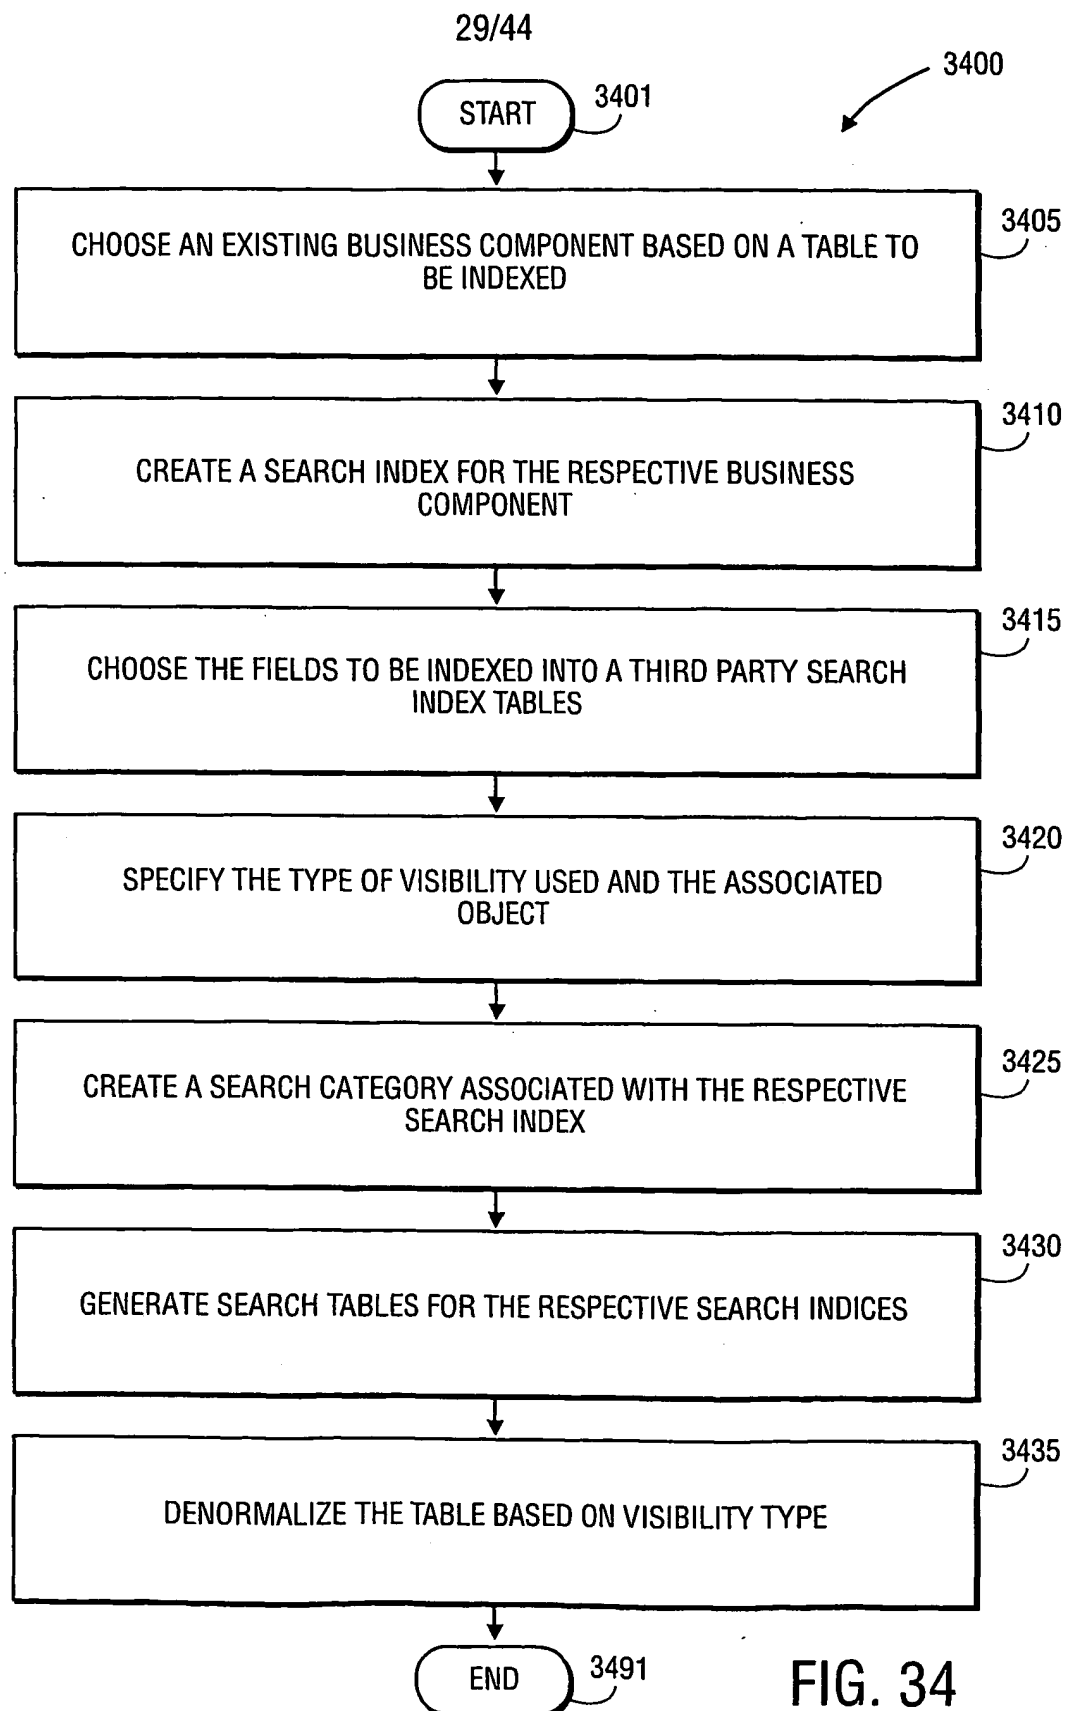 29/44
3400
START
3401
CHOOSE AN EXISTING BUSINESS COMPONENT BASED ON A TABLE TO
BE INDEXED
3405
CREATE A SEARCH INDEX FOR THE RESPECTIVE BUSINESS
COMPONENT
3410
CHOOSE THE FIELDS TO BE INDEXED INTO A THIRD PARTY SEARCH
INDEX TABLES
3415
SPECIFY THE TYPE OF VISIBILITY USED AND THE ASSOCIATED
OBJECT
3420
CREATE A SEARCH CATEGORY ASSOCIATED WITH THE RESPECTIVE
SEARCH INDEX
3425
GENERATE SEARCH TABLES FOR THE RESPECTIVE SEARCH INDICES
3430
DENORMALIZE THE TABLE BASED ON VISIBILITY TYPE
3435
END
3491
FIG. 34